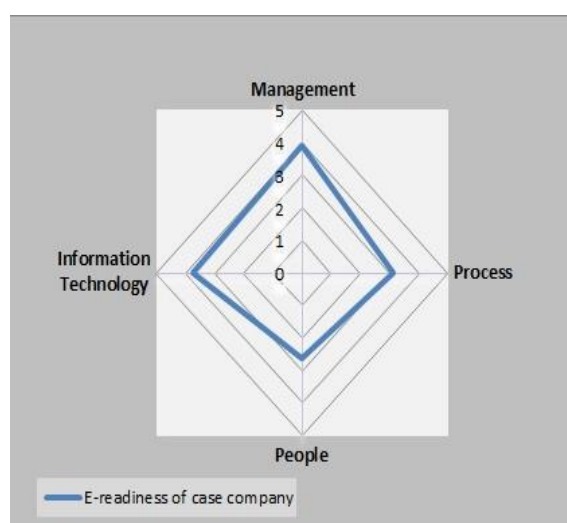 Management
5
4
3
2
1
0
Information
Technology
Process
People
E-readiness of case company